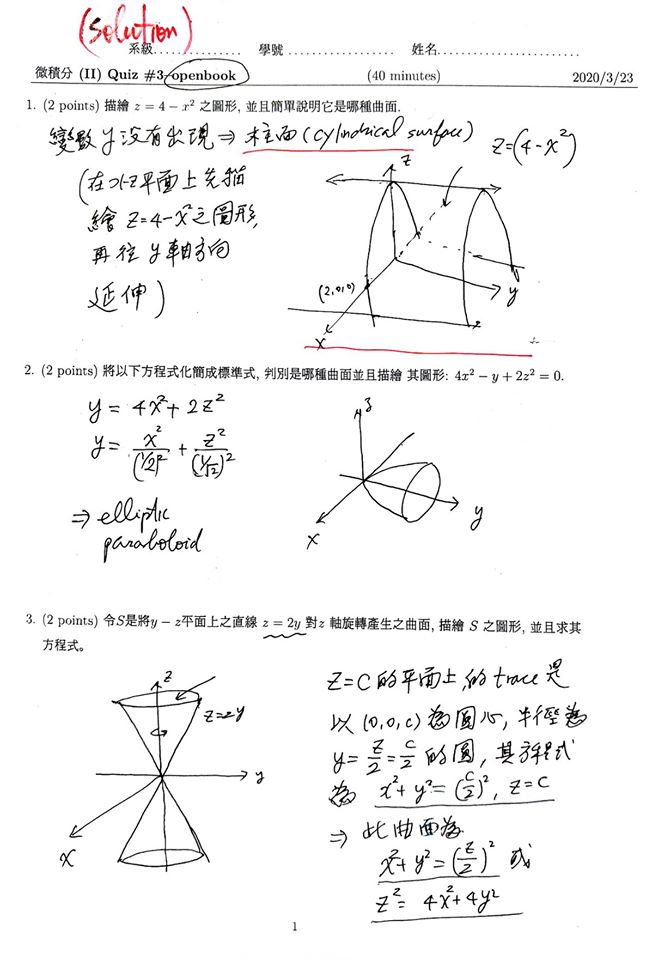 (solution)
系級................ 學號 .................... 姓名.........................
微積分 (II) Quiz #3 openbook (40 minutes) 2020/3/23
1. (2 points) 描繪 z = 4 − x² 之圖形, 並且簡單說明它是哪種曲面.
變數 y 沒有出現 ⇒ 柱面 (cylindrical surface)
z=(4-x²)
(在 x-z平面上先描
繪 z=4-x²之圖形,
再往 y 軸方向
延伸)
z
(2,0,0)
y
x
2. (2 points) 將以下方程式化簡成標準式, 判別是哪種曲面並且描繪 其圖形: 4x² − y + 2z² = 0.
y = 4x²+ 2z²
y = x²/(1/2)² + z²/(1/√2)²
⇒ elliptic
paraboloid
z
y
x
3. (2 points) 令S是將y − z平面上之直線 z = 2y 對z 軸旋轉產生之曲面, 描繪 S 之圖形, 並且求其
方程式。
z
z=2y
y
x
z=c 的平面上,的 trace 是
以 (0,0,c) 為圓心, 半徑為
y = z/2 = c/2 的圓, 其方程式
為 x²+y²=(c/2)², z=c
⇒ 此曲面為
x²+y²=(z/2)² 或
z²= 4x²+4y²
1